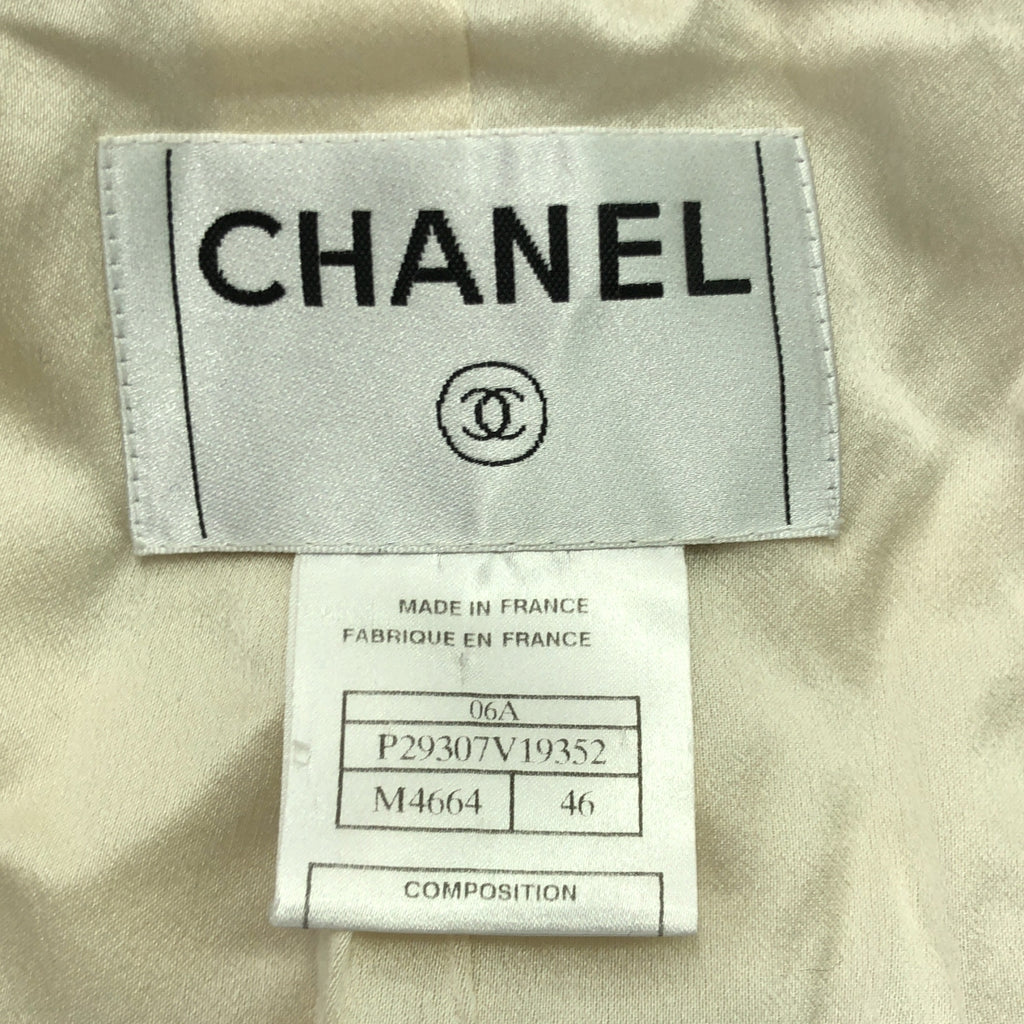 CHANEL
MADE IN FRANCE
FABRIQUE EN FRANCE
06A
P29307V19352
M4664 46
COMPOSITION